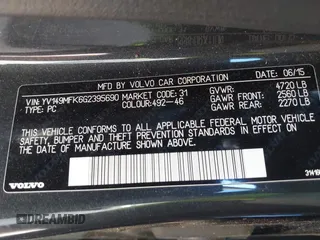 MFD BY VOLVO CAR CORPORATION DATE 06/15
VIN: YV149MFK6G2395690 MARKET CODE: 31 GVWR: 4720 LB
TYPE: PC COLOUR: 492-46 GAWR FRONT: 2560 LB
GAWR REAR: 2270 LB
THIS VEHICLE CONFORMS TO ALL APPLICABLE FEDERAL MOTOR VEHICLE
SAFETY, BUMPER AND THEFT PREVENTION STANDARDS IN EFFECT ON THE
DATE OF MANUFACTURE SHOWN ABOVE
VOLVO
DREAMBID